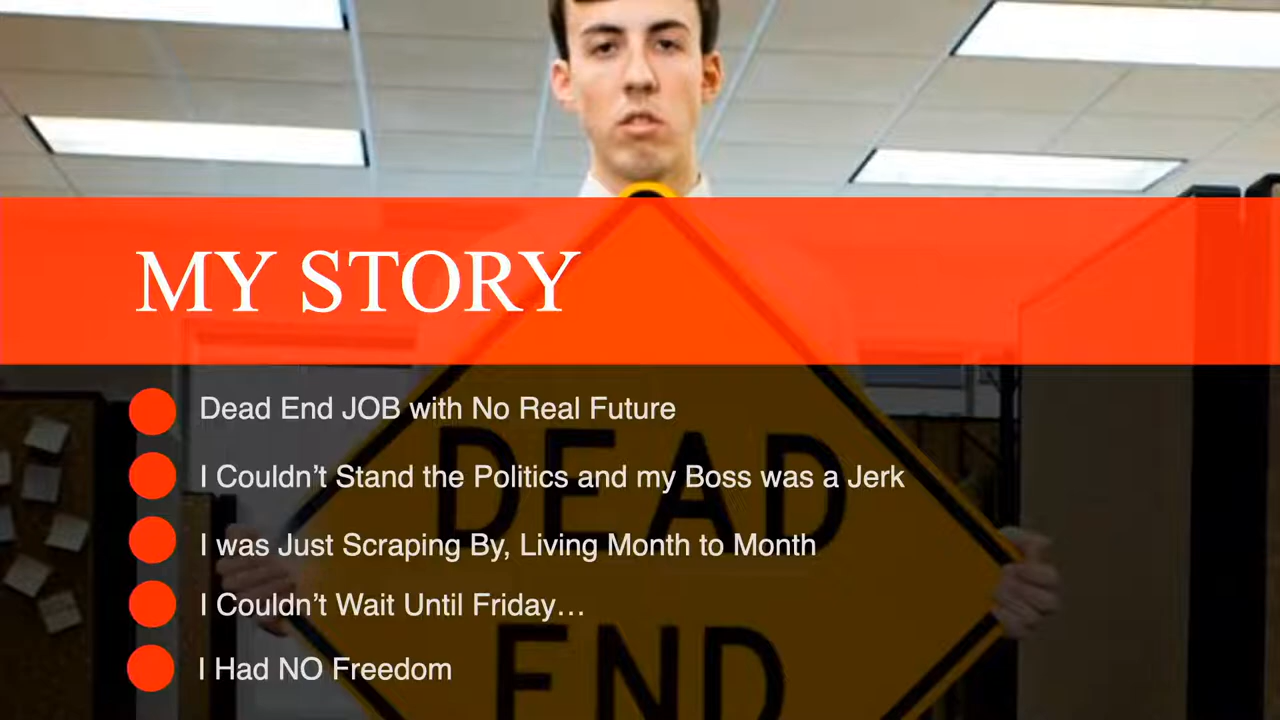 MY STORY
Dead End JOB with No Real Future
I Couldn’t Stand the Politics and my Boss was a Jerk
I was Just Scraping By, Living Month to Month
I Couldn’t Wait Until Friday…
I Had NO Freedom
DEAD
END